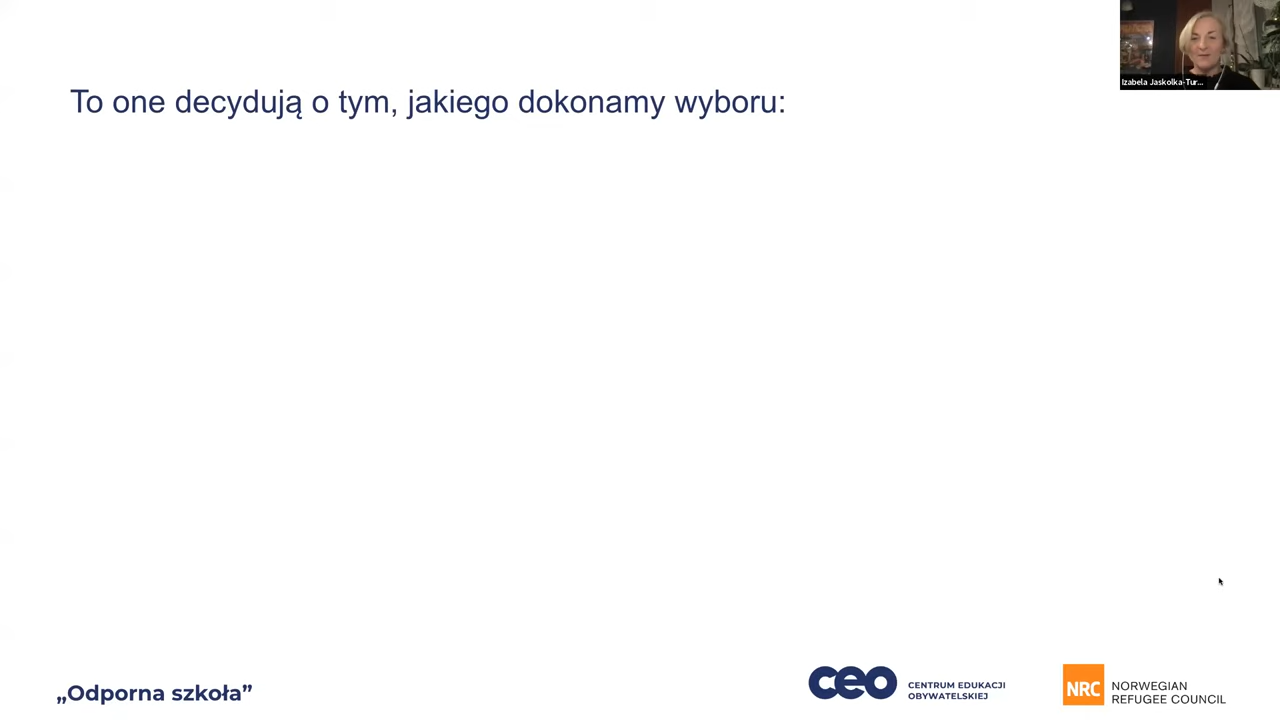 To one decydują o tym, jakiego dokonamy wyboru:
Izabela Jaskolka-Tur...
„Odporna szkoła”
ceo
CENTRUM EDUKACJI
OBYWATELSKIEJ
NRC
NORWEGIAN
REFUGEE COUNCIL